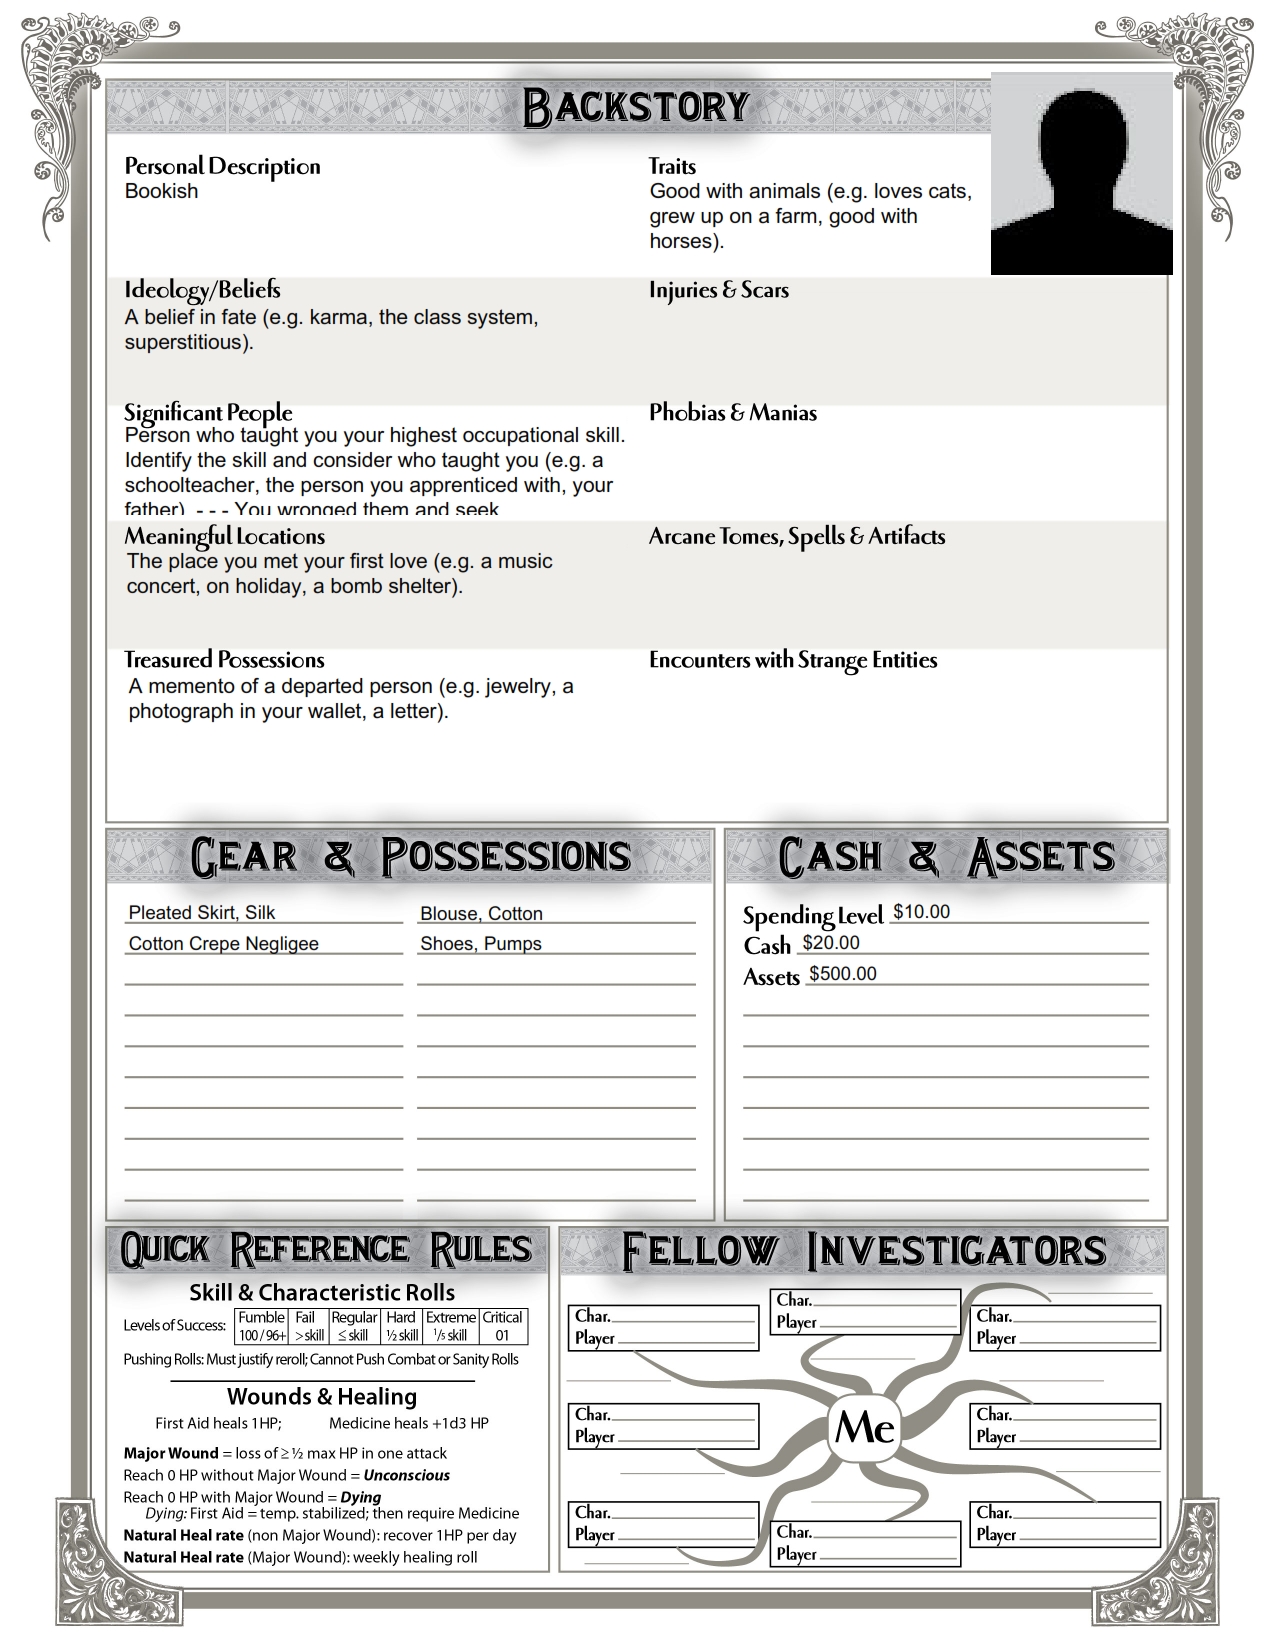 BACKSTORY
Personal Description
Bookish
Traits
Good with animals (e.g. loves cats,
grew up on a farm, good with
horses).
Ideology/Beliefs
A belief in fate (e.g. karma, the class system,
superstitious).
Injuries & Scars
Significant People
Person who taught you your highest occupational skill.
Identify the skill and consider who taught you (e.g. a
schoolteacher, the person you apprenticed with, your
father). - - - You wronged them and seek
Phobias & Manias
Meaningful Locations
The place you met your first love (e.g. a music
concert, on holiday, a bomb shelter).
Arcane Tomes, Spells & Artifacts
Treasured Possessions
A memento of a departed person (e.g. jewelry, a
photograph in your wallet, a letter).
Encounters with Strange Entities
GEAR & POSSESSIONS
Pleated Skirt, Silk
Blouse, Cotton
Cotton Crepe Negligee
Shoes, Pumps
CASH & ASSETS
Spending Level $10.00
Cash $20.00
Assets $500.00
QUICK REFERENCE RULES
Skill & Characteristic Rolls
Levels of Success:
Fumble Fail Regular Hard Extreme Critical
100 / 96+ > skill ≤ skill ½ skill 1/5 skill 01
Pushing Rolls: Must justify reroll; Cannot Push Combat or Sanity Rolls
Wounds & Healing
First Aid heals 1HP; Medicine heals +1d3 HP
Major Wound = loss of ≥ ½ max HP in one attack
Reach 0 HP without Major Wound = Unconscious
Reach 0 HP with Major Wound = Dying
Dying: First Aid = temp. stabilized; then require Medicine
Natural Heal rate (non Major Wound): recover 1HP per day
Natural Heal rate (Major Wound): weekly healing roll
FELLOW INVESTIGATORS
Char.
Player
Char.
Player
Char.
Player
Char.
Player
Me
Char.
Player
Char.
Player
Char.
Player
Char.
Player